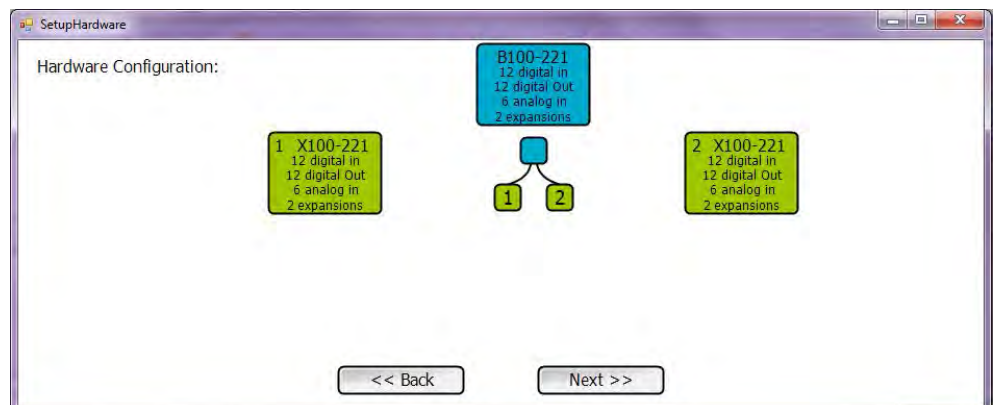 SetupHardware
Hardware Configuration:
B100-221
12 digital in
12 digital Out
6 analog in
2 expansions
1 X100-221
12 digital in
12 digital Out
6 analog in
2 expansions
1
2
2 X100-221
12 digital in
12 digital Out
6 analog in
2 expansions
<< Back
Next >>